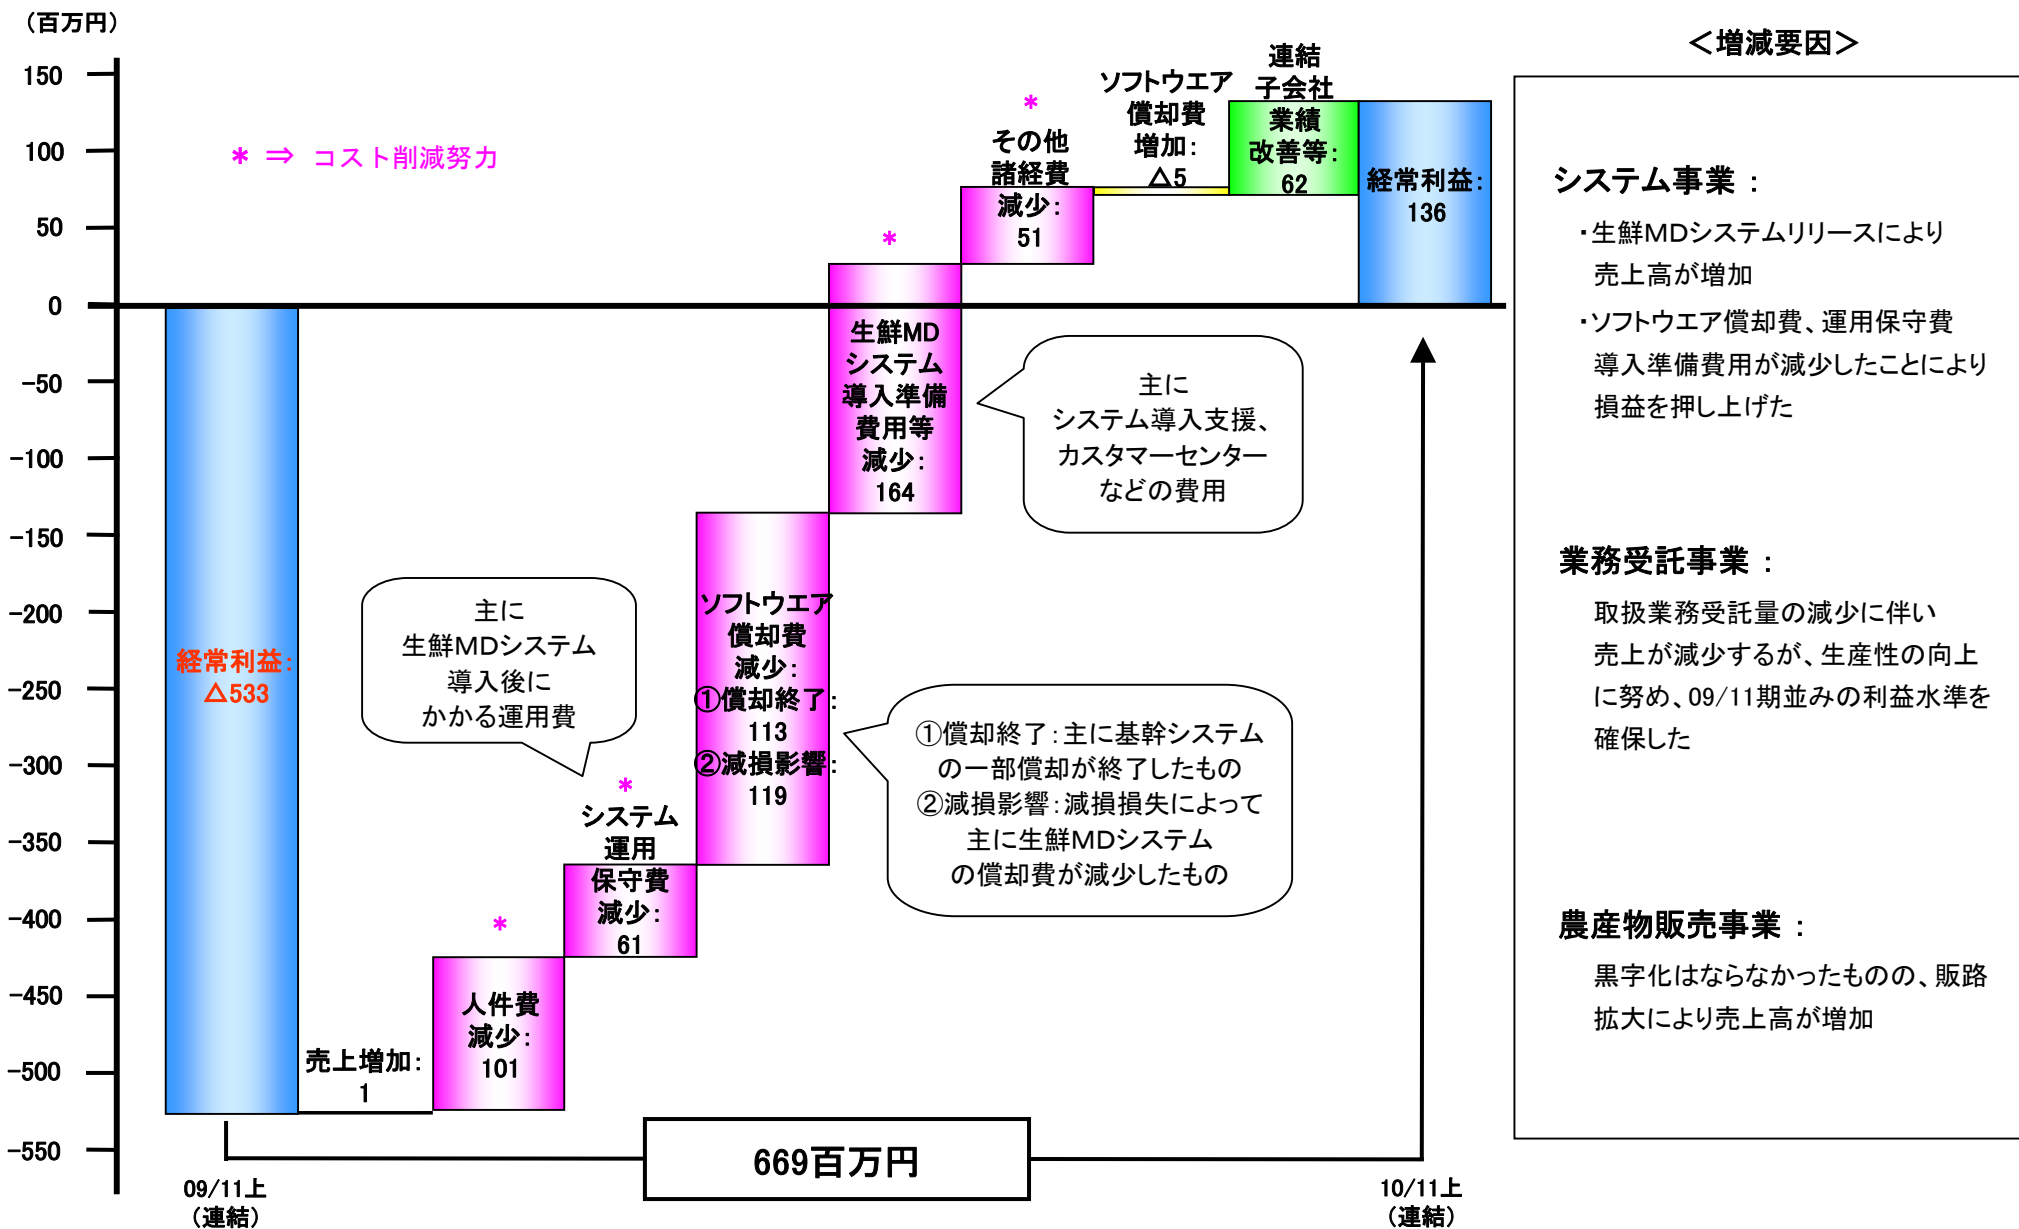 （百万円）
150
100
50
0
-50
-100
-150
-200
-250
-300
-350
-400
-450
-500
-550
* ⇒ コスト削減努力
経常利益：
△533
売上増加：
1
*
人件費
減少：
101
*
システム
運用
保守費
減少：
61
主に
生鮮MDシステム
導入後に
かかる運用費
ソフトウエア
償却費
減少：
①償却終了：
113
②減損影響：
119
①償却終了：主に基幹システム
の一部償却が終了したもの
②減損影響：減損損失によって
主に生鮮MDシステム
の償却費が減少したもの
*
生鮮MD
システム
導入準備
費用等
減少：
164
主に
システム導入支援、
カスタマーセンター
などの費用
*
その他
諸経費
減少：
51
ソフトウエア
償却費
増加：
△5
連結
子会社
業績
改善等：
62
経常利益：
136
669百万円
09/11上
（連結）
10/11上
（連結）
＜増減要因＞
システム事業 ：
・生鮮MDシステムリリースにより
売上高が増加
・ソフトウエア償却費、運用保守費
導入準備費用が減少したことにより
損益を押し上げた
業務受託事業 ：
取扱業務受託量の減少に伴い
売上が減少するが、生産性の向上
に努め、09/11期並みの利益水準を
確保した
農産物販売事業 ：
黒字化はならなかったものの、販路
拡大により売上高が増加